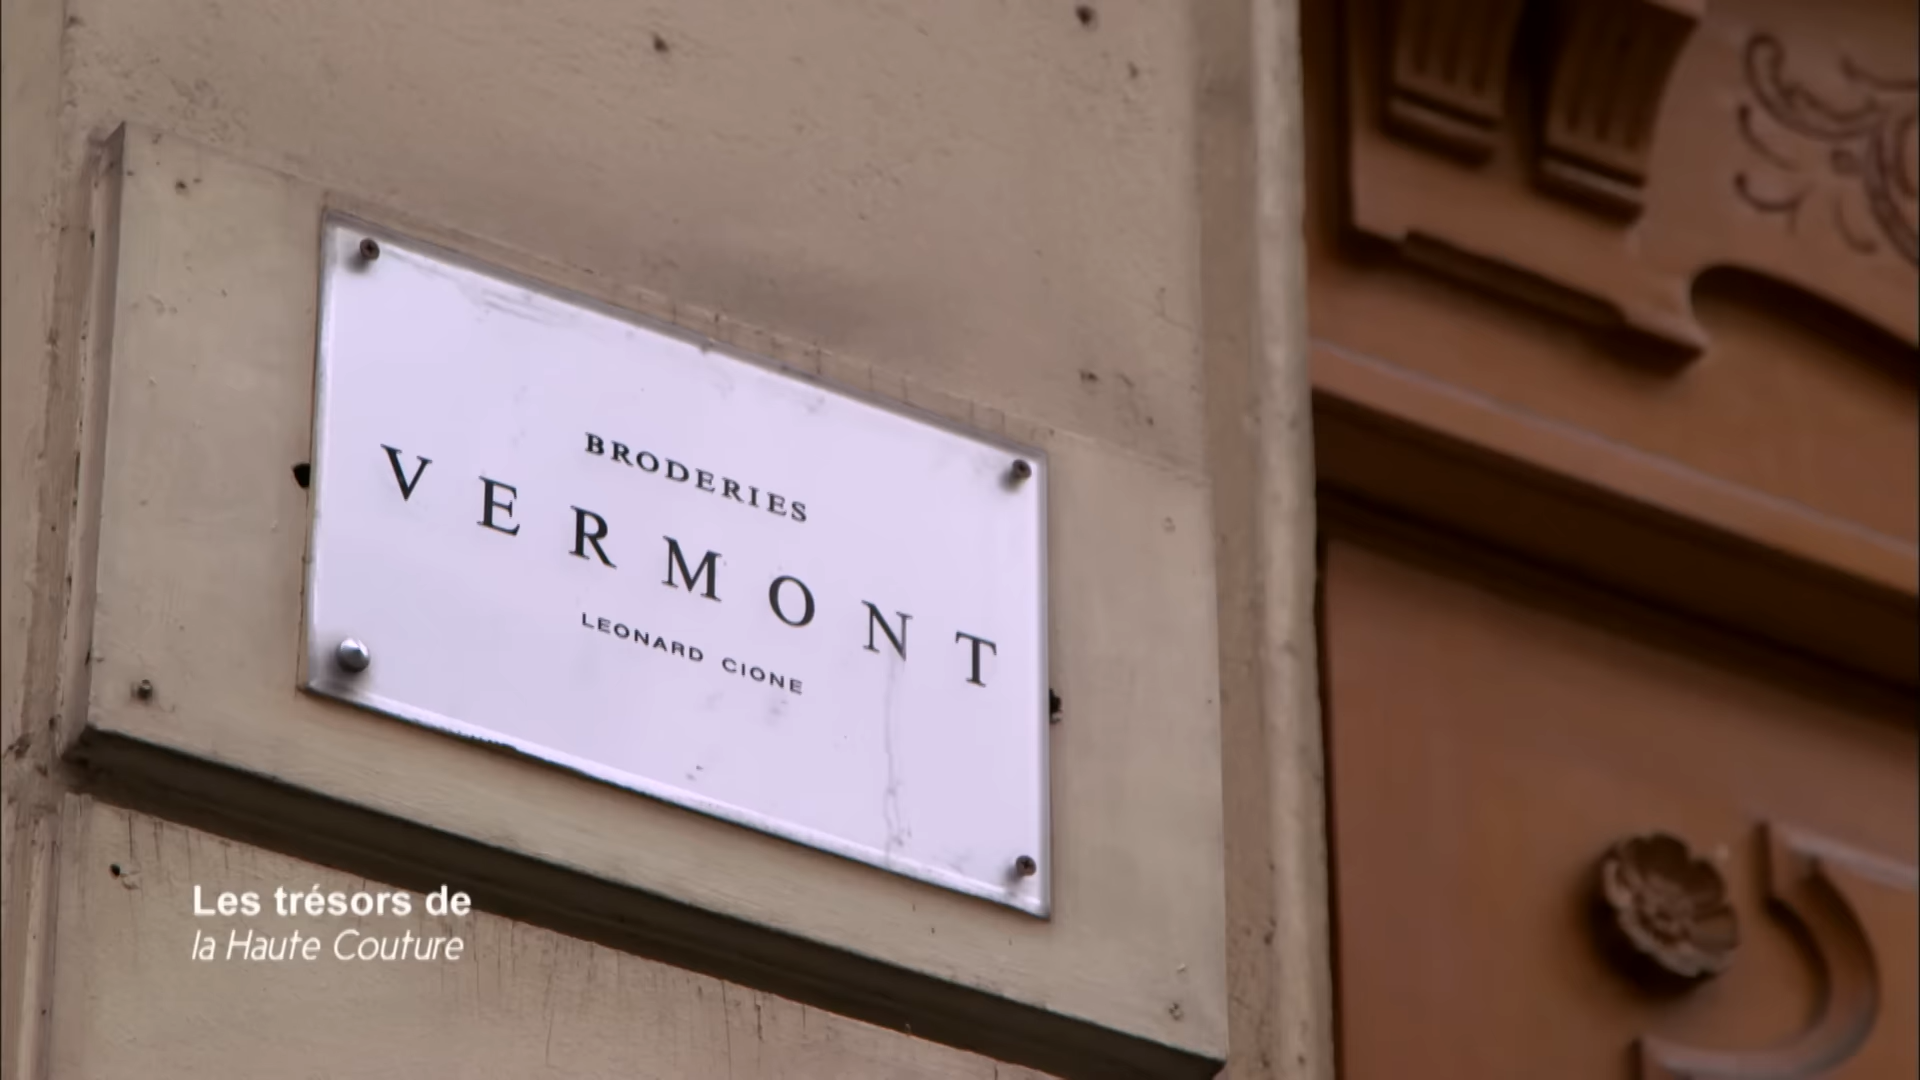 BRODERIES
VERMONT
LEONARD CIONE
Les trésors de
la Haute Couture